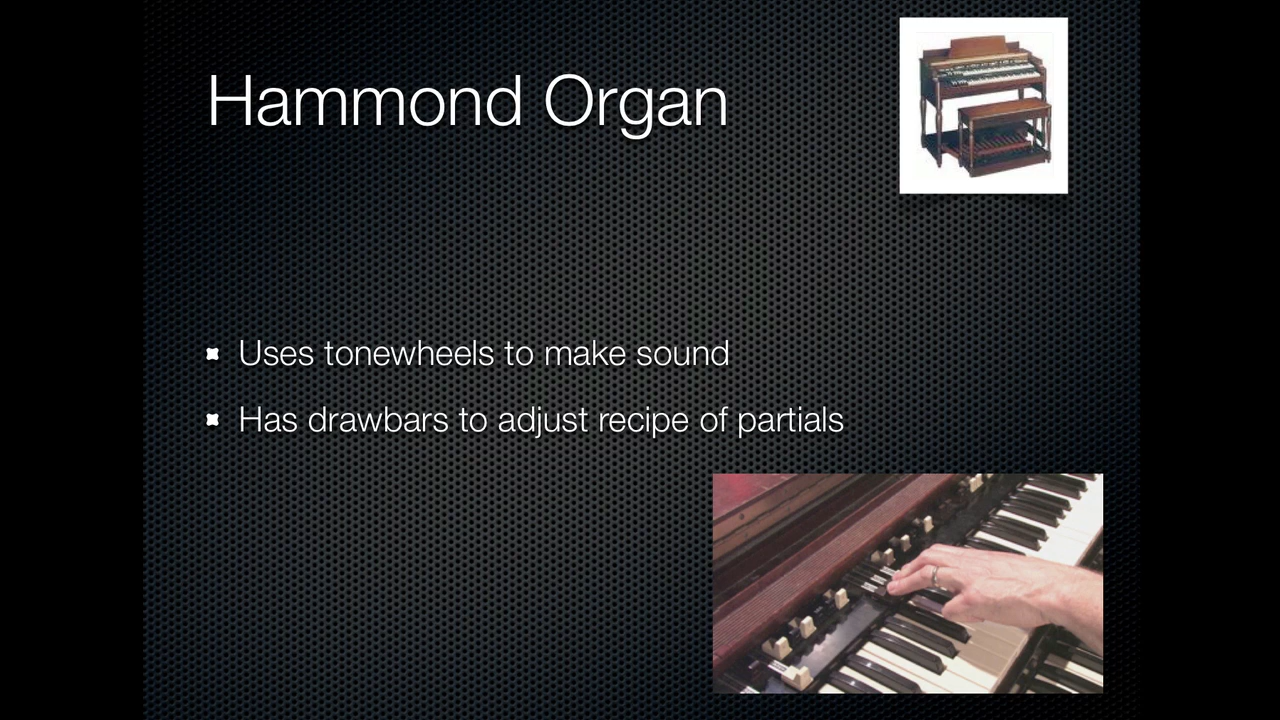 Hammond Organ
Uses tonewheels to make sound
Has drawbars to adjust recipe of partials